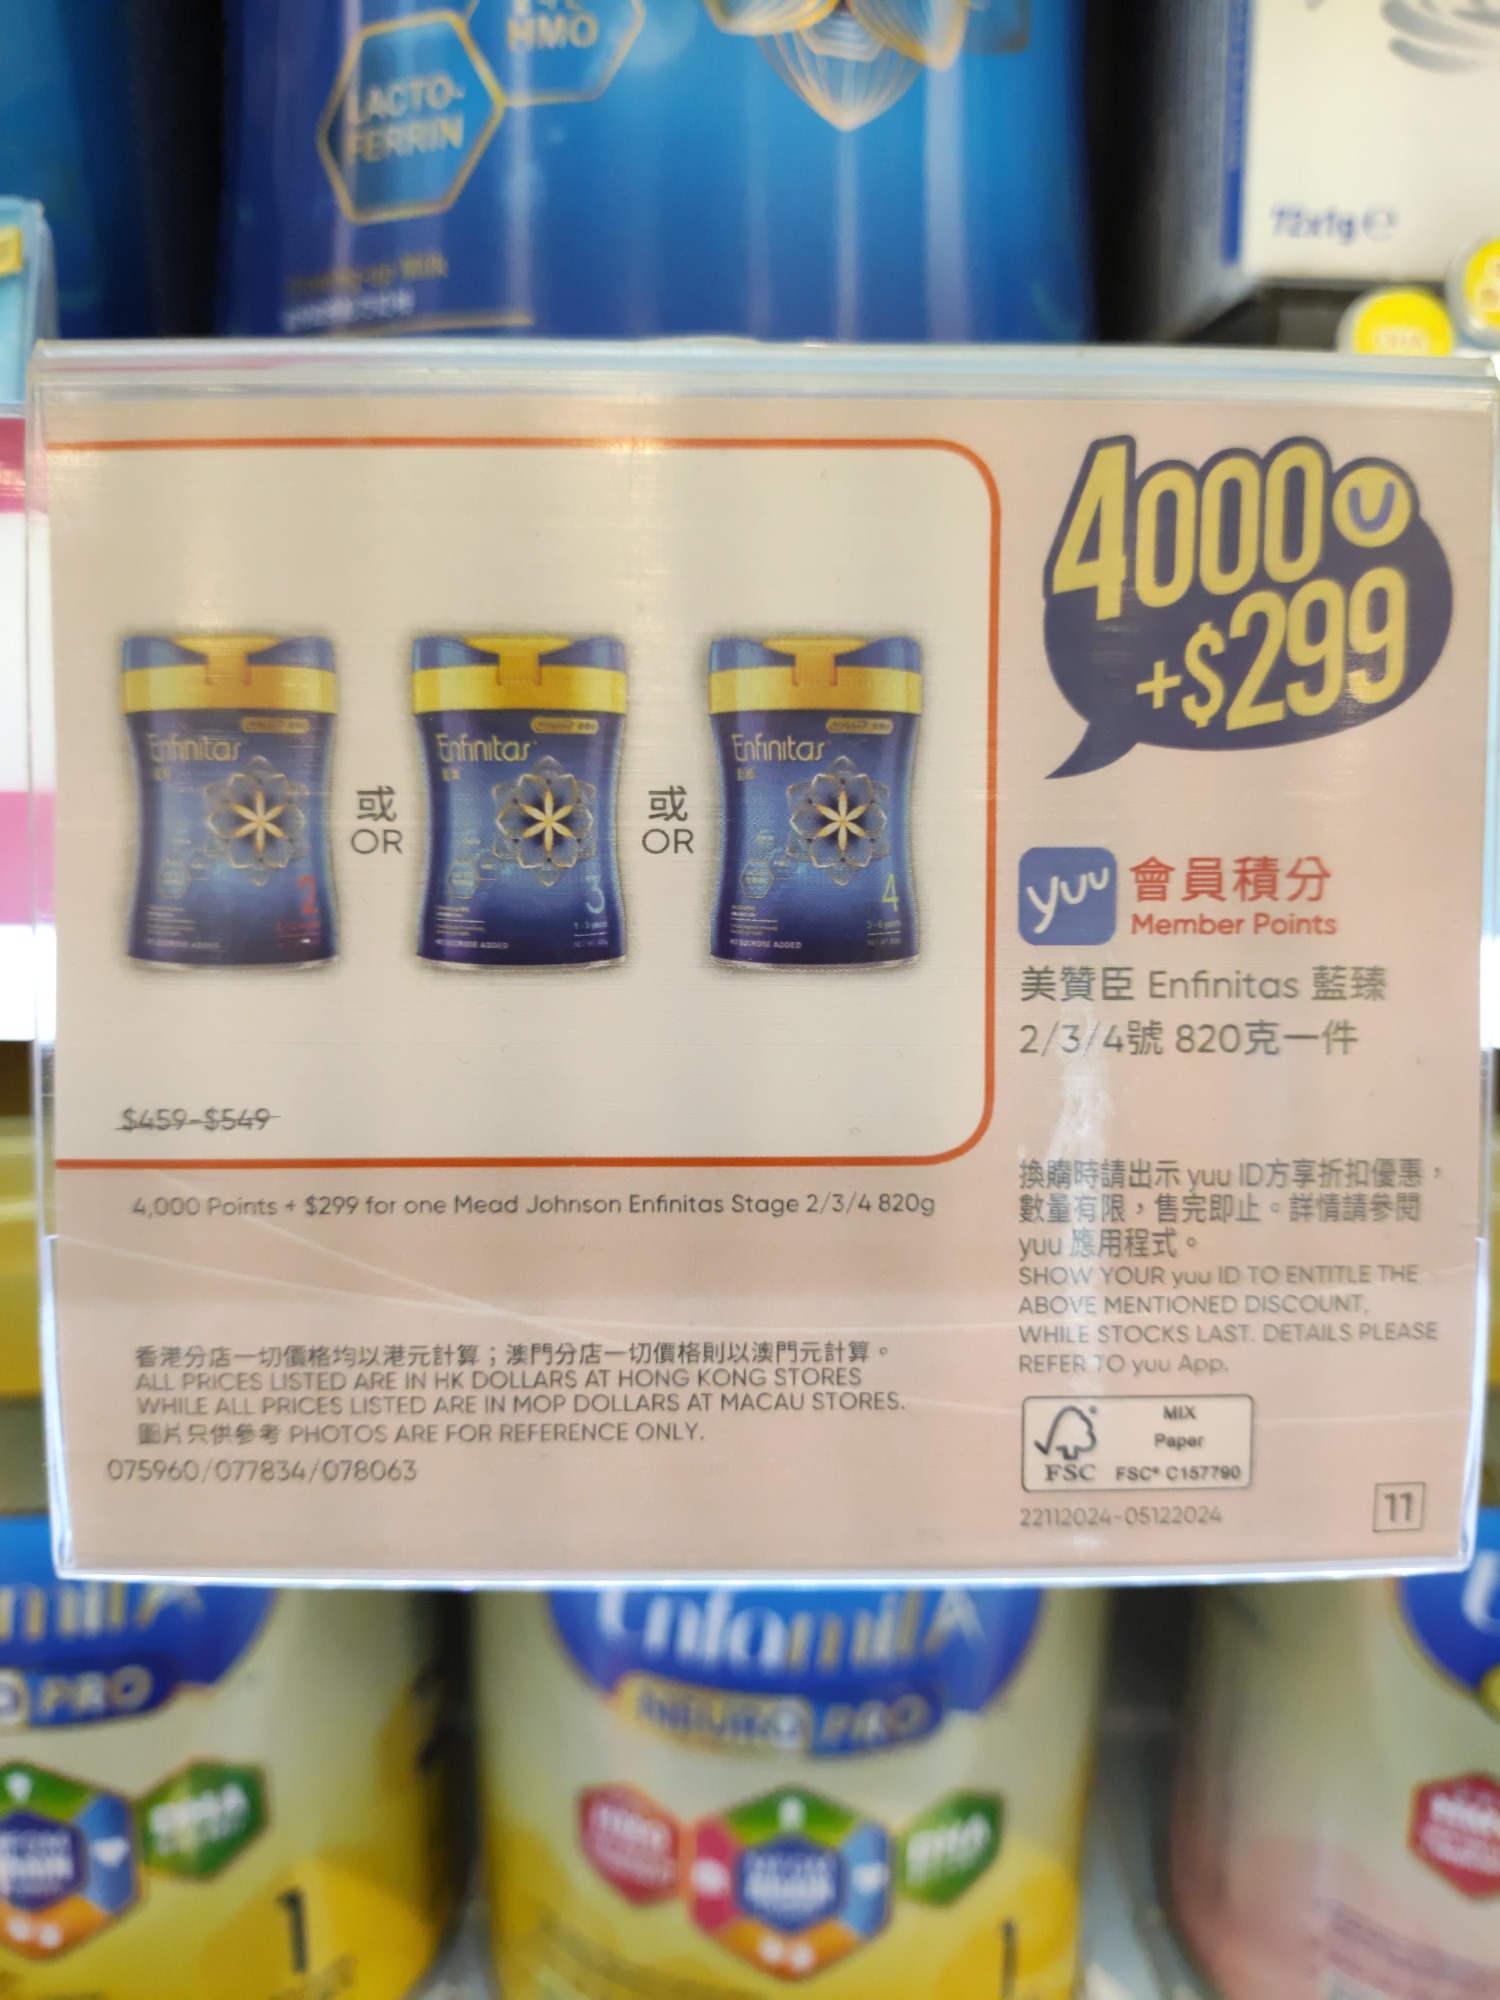 HMO
LACTO-
FERRIN
72x1g℮
4000
+$299
Enfinitas
2
NO SUCROSE ADDED
或
OR
Enfinitas
3
NO SUCROSE ADDED
或
OR
Enfinitas
4
NO SUCROSE ADDED
$459-$549
yuu 會員積分
Member Points
美贊臣 Enfinitas 藍臻
2/3/4號 820克一件
4,000 Points + $299 for one Mead Johnson Enfinitas Stage 2/3/4 820g
換購時請出示 yuu ID方享折扣優惠，
數量有限，售完即止。詳情請參閱
yuu 應用程式。
SHOW YOUR yuu ID TO ENTITLE THE
ABOVE MENTIONED DISCOUNT,
WHILE STOCKS LAST. DETAILS PLEASE
REFER TO yuu App.
香港分店一切價格均以港元計算；澳門分店一切價格則以澳門元計算。
ALL PRICES LISTED ARE IN HK DOLLARS AT HONG KONG STORES
WHILE ALL PRICES LISTED ARE IN MOP DOLLARS AT MACAU STORES.
圖片只供參考 PHOTOS ARE FOR REFERENCE ONLY.
075960/077834/078063
MIX
Paper
FSC FSC® C157790
22112024-05122024
11
Enfamil A
PRO
NEURO PRO
DHA
1